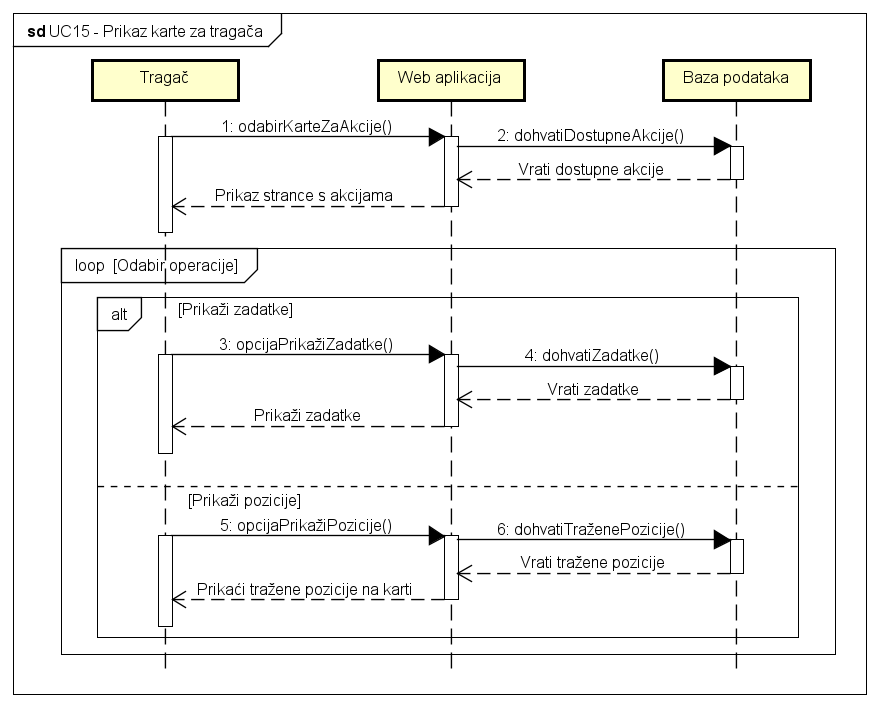 sd UC15 - Prikaz karte za tragača
Tragač
Web aplikacija
Baza podataka
1: odabirKarteZaAkcije()
2: dohvatiDostupneAkcije()
Vrati dostupne akcije
Prikaz strance s akcijama
loop [Odabir operacije]
alt
[Prikaži zadatke]
3: opcijaPrikažiZadatke()
4: dohvatiZadatke()
Vrati zadatke
Prikaži zadatke
[Prikaži pozicije]
5: opcijaPrikažiPozicije()
6: dohvatiTraženePozicije()
Vrati tražene pozicije
Prikaći tražene pozicije na karti